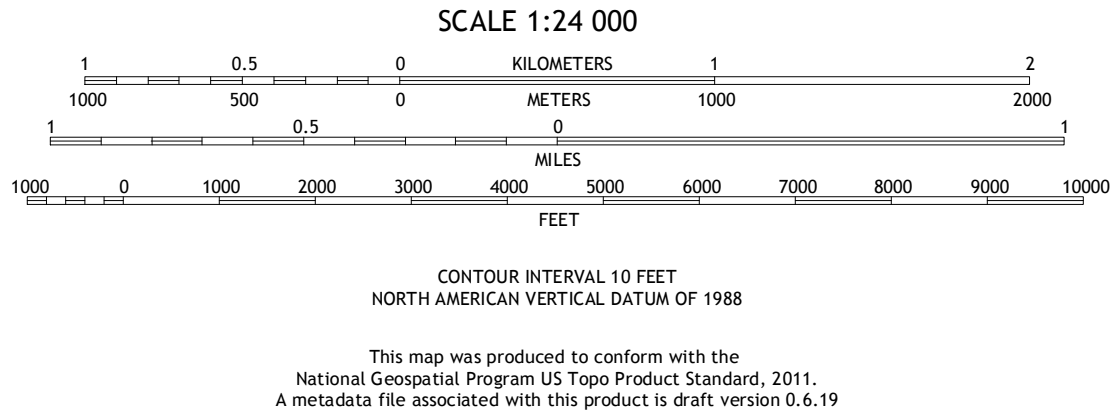 SCALE 1:24 000
1 0.5 0 KILOMETERS 1 2
1000 500 0 METERS 1000 2000
1 0.5 0 1
MILES
1000 0 1000 2000 3000 4000 5000 6000 7000 8000 9000 10000
FEET
CONTOUR INTERVAL 10 FEET
NORTH AMERICAN VERTICAL DATUM OF 1988
This map was produced to conform with the
National Geospatial Program US Topo Product Standard, 2011.
A metadata file associated with this product is draft version 0.6.19